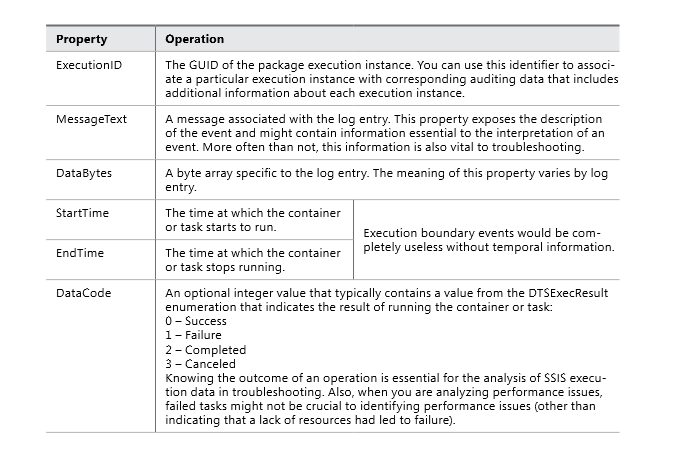 Property Operation
ExecutionID The GUID of the package execution instance. You can use this identifier to associ-
ate a particular execution instance with corresponding auditing data that includes
additional information about each execution instance.
MessageText A message associated with the log entry. This property exposes the description
of the event and might contain information essential to the interpretation of an
event. More often than not, this information is also vital to troubleshooting.
DataBytes A byte array specific to the log entry. The meaning of this property varies by log
entry.
StartTime The time at which the container
or task starts to run.
Execution boundary events would be com-
pletely useless without temporal information.
EndTime The time at which the container
or task stops running.
DataCode An optional integer value that typically contains a value from the DTSExecResult
enumeration that indicates the result of running the container or task:
0 – Success
1 – Failure
2 – Completed
3 – Canceled
Knowing the outcome of an operation is essential for the analysis of SSIS execu-
tion data in troubleshooting. Also, when you are analyzing performance issues,
failed tasks might not be crucial to identifying performance issues (other than
indicating that a lack of resources had led to failure).